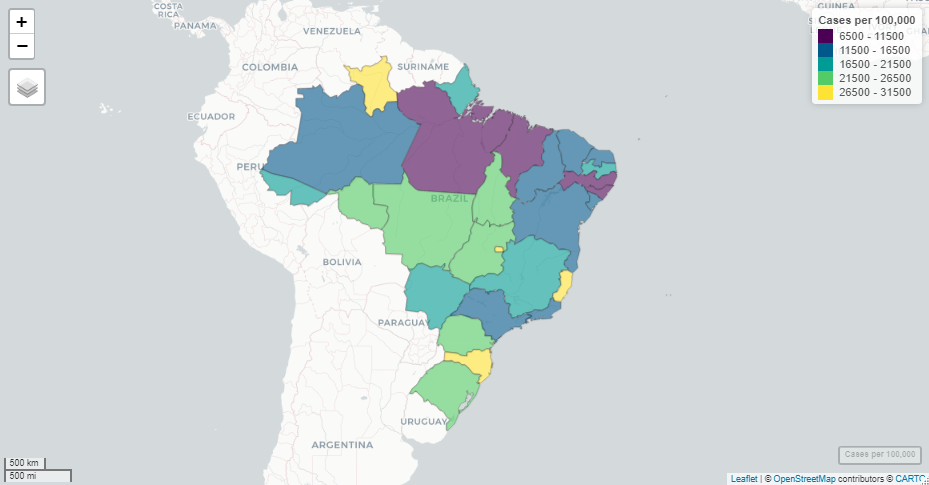 +
−
COSTA
RICA
PANAMA
VENEZUELA
COLOMBIA
SURINAME
ECUADOR
PERU
BRAZIL
BOLIVIA
PARAGUAY
URUGUAY
ARGENTINA
GUINEA
Cases per 100,000
6500 - 11500
11500 - 16500
16500 - 21500
21500 - 26500
26500 - 31500
500 km
500 mi
Cases per 100,000
Leaflet | © OpenStreetMap contributors © CARTO